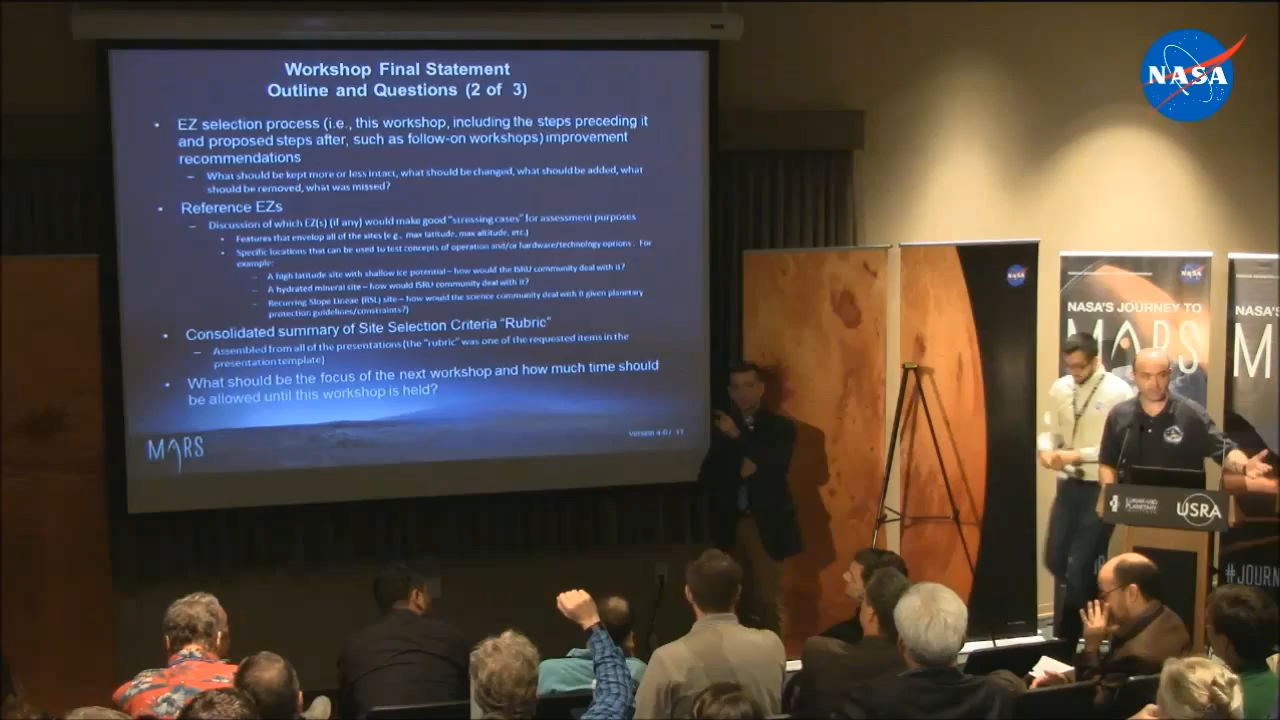 Workshop Final Statement
Outline and Questions (2 of 3)
• EZ selection process (i.e., this workshop, including the steps preceding it
and proposed steps after, such as follow-on workshops) improvement
recommendations
– What should be kept more or less intact, what should be changed, what should be added, what
should be removed, what was missed?
• Reference EZs
– Discussion of which EZ(s) (if any) would make good "stressing cases" for assessment purposes
• Features that envelop all of the sites (e.g., max latitude, max altitude, etc.)
• Specific locations that can be used to test concepts of operation and/or hardware/technology options. For
example:
– A high latitude site with shallow ice potential – how would the ISRU community deal with it?
– A hydrated mineral site – how would ISRU community deal with it?
– Recurring Slope Lineae (RSL) site – how would the science community deal with it given planetary
protection guidelines/constraints?)
• Consolidated summary of Site Selection Criteria "Rubric"
– Assembled from all of the presentations (the "rubric" was one of the requested items in the
presentation template)
• What should be the focus of the next workshop and how much time should
be allowed until this workshop is held?
MARS
Version 4.0 / 11
NASA
NASA'S JOURNEY TO
MARS
NASA'S
M
LUNAR AND
PLANETARY
USRA
#JOURN